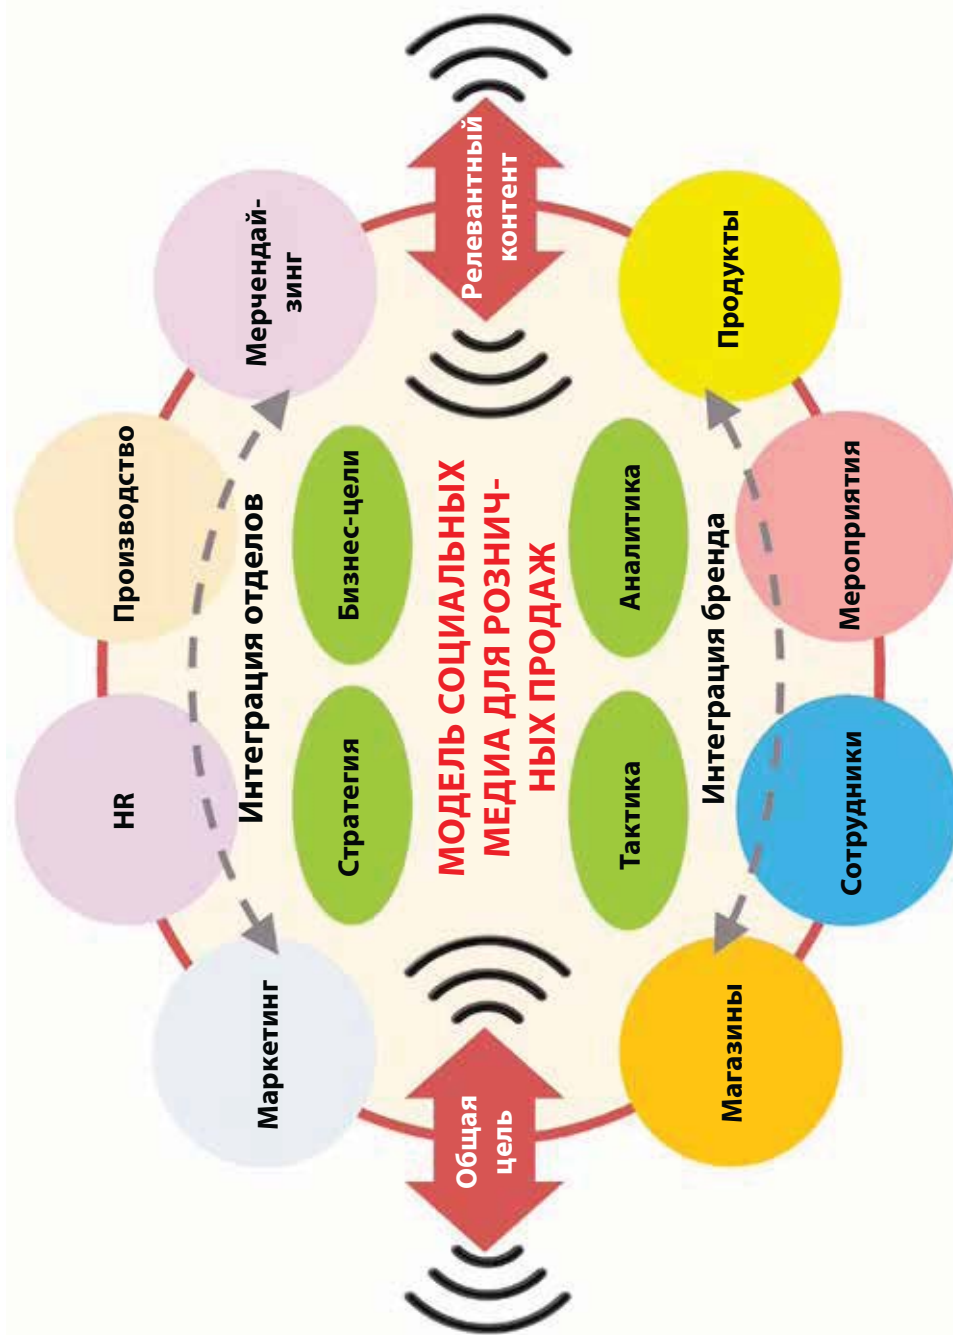 HR
Производство
Маркетинг
Мерчендай-
зинг
Интеграция отделов
Стратегия
Бизнес-цели
Общая
цель
МОДЕЛЬ СОЦИАЛЬНЫХ
МЕДИА ДЛЯ РОЗНИЧ-
НЫХ ПРОДАЖ
Релевантный
контент
Тактика
Аналитика
Интеграция бренда
Магазины
Продукты
Сотрудники
Мероприятия